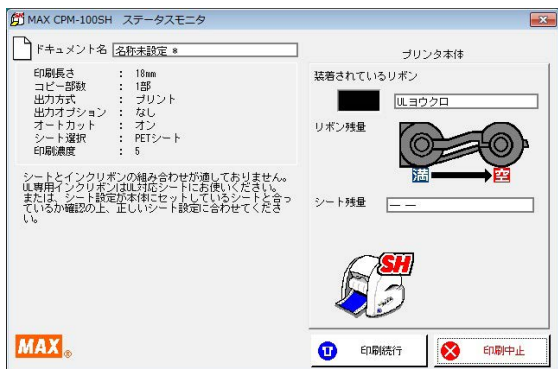 MAX CPM-100SH ステータスモニタ
ドキュメント名 名称未設定 *
印刷長さ : 18mm
コピー部数 : 1部
出力方式 : プリント
出力オプション : なし
オートカット : オン
シート選択 : PETシート
印刷濃度 : 5
シートとインクリボンの組み合わせが適しておりません。
UL専用インクリボンはUL対応シートにお使いください。
または、シート設定が本体にセットしているシートと合っ
ているか確認の上、正しいシート設定に合わせてくださ
い。
プリンタ本体
装着されているリボン
ULヨウクロ
リボン残量
満 空
シート残量 ー ー
SH
MAX®
印刷続行
印刷中止